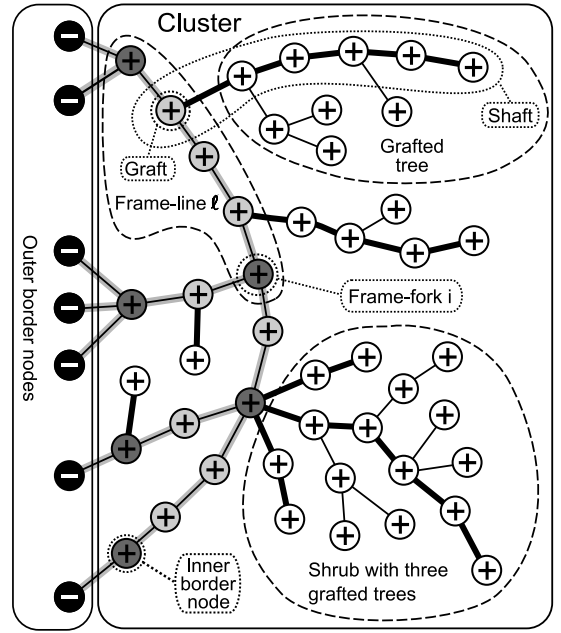 Cluster
Shaft
Grafted
tree
Graft
Frame-line ℓ
Outer border nodes
Frame-fork i
Inner
border
node
Shrub with three
grafted trees